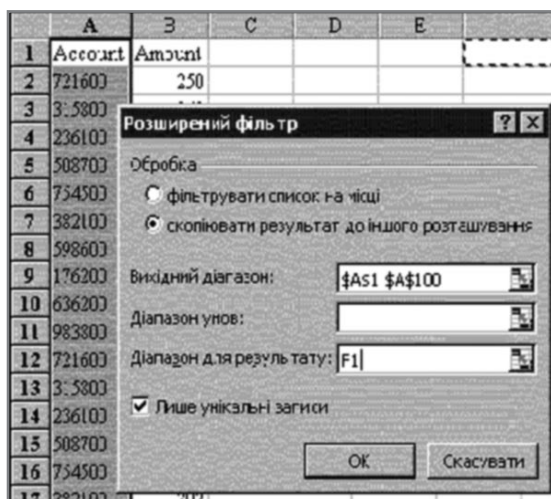 A B C D E
1 Account Amount
2 721600 250
3 315800
4 236100
5 508700
6 754500
7 382100
8 598600
9 176200
10 636200
11 983800
12 721600
13 315800
14 236100
15 508700
16 754500
Розширений фільтр
Обробка
фільтрувати список на місці
скопіювати результат до іншого розташування
Вихідний діапазон: $A$1 $A$100
Діапазон умов:
Діапазон для результату: F1
Лише унікальні записи
ОК Скасувати